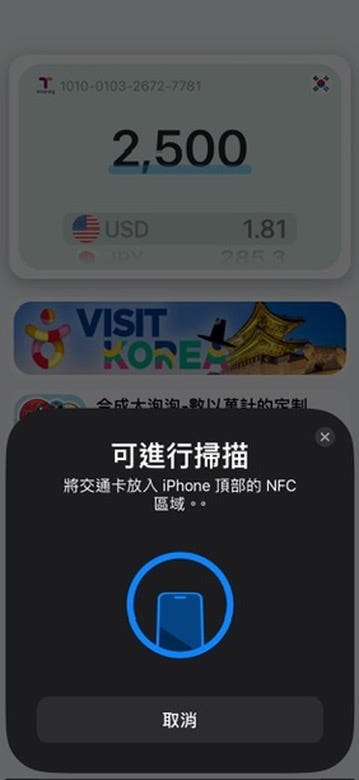 1010-0103-2672-7781
2,500
USD 1.81
JPY 285.3
VISIT
KOREA
合成大泡泡-數以萬計的定制
可進行掃描
將交通卡放入 iPhone 頂部的 NFC
區域。。
取消